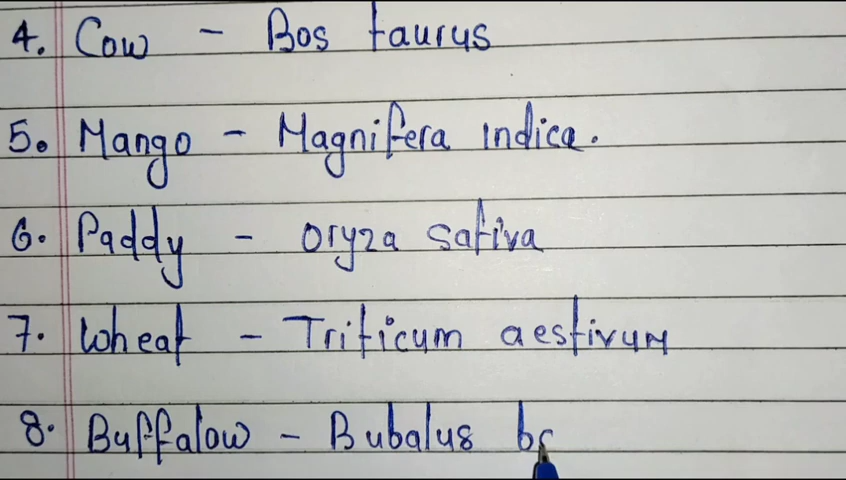 4. Cow - Bos taurus
5. Mango - Magnifera indica.
6. Paddy - Oryza sativa
7. Wheat - Triticum aestivum
8. Buffalow - Bubalus